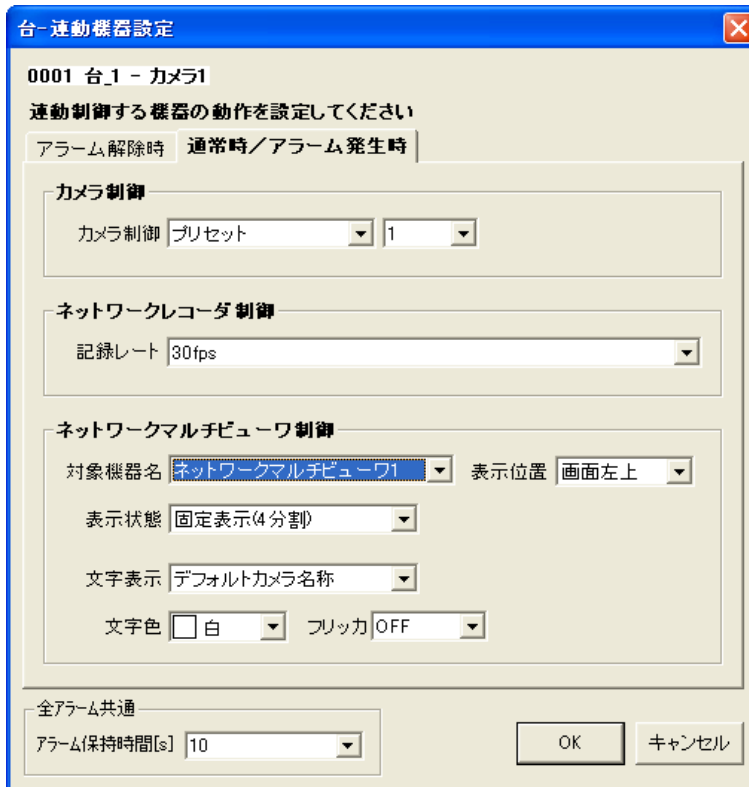 台-連動機器設定
0001 台_1 - カメラ1
連動制御する機器の動作を設定してください
アラーム解除時 通常時／アラーム発生時
カメラ制御
カメラ制御 プリセット 1
ネットワークレコーダ制御
記録レート 30fps
ネットワークマルチビューワ制御
対象機器名 ネットワークマルチビューワ1 表示位置 画面左上
表示状態 固定表示(4分割)
文字表示 デフォルトカメラ名称
文字色 白 フリッカ OFF
全アラーム共通
アラーム保持時間[s] 10 OK キャンセル